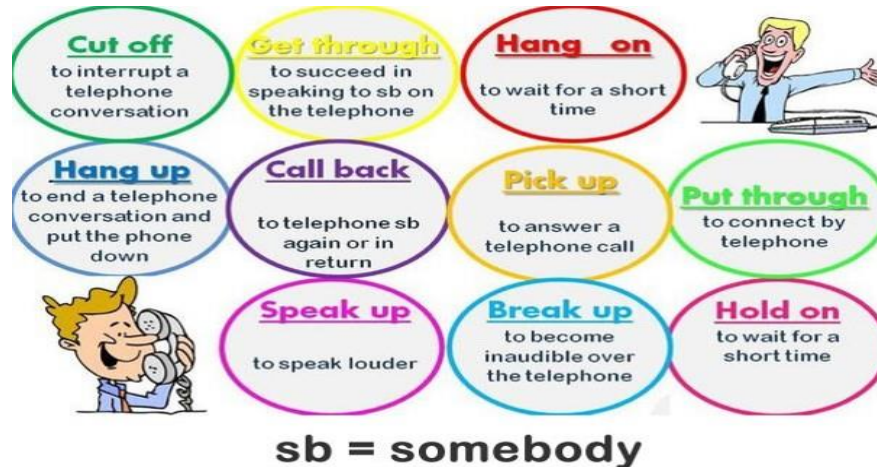 Cut off
to interrupt a
telephone
conversation
Get through
to succeed in
speaking to sb on
the telephone
Hang on
to wait for a short
time
Hang up
to end a telephone
conversation and
put the phone
down
Call back
to telephone sb
again or in
return
Pick up
to answer a
telephone call
Put through
to connect by
telephone
Speak up
to speak louder
Break up
to become
inaudible over
the telephone
Hold on
to wait for a
short time
sb = somebody